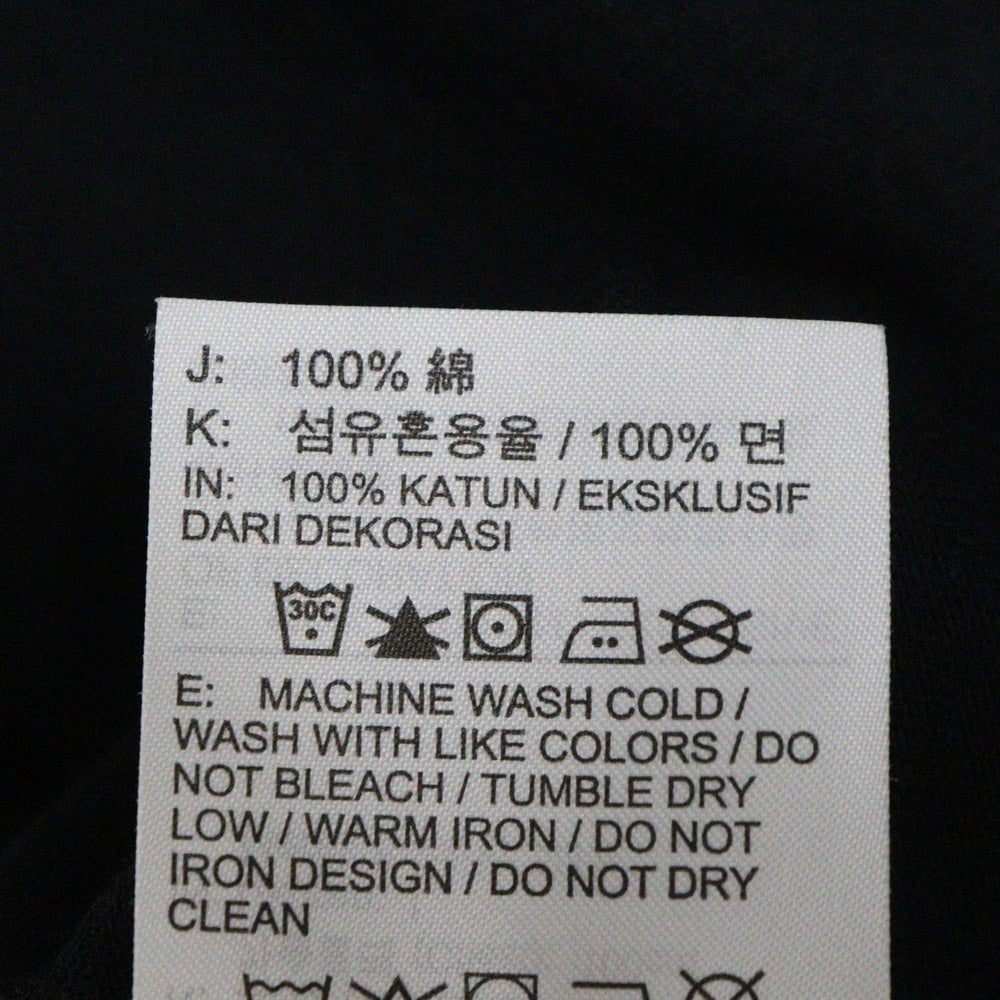 J: 100% 綿
K: 섬유혼용율 / 100% 면
IN: 100% KATUN / EKSKLUSIF
DARI DEKORASI
30C
E: MACHINE WASH COLD /
WASH WITH LIKE COLORS / DO
NOT BLEACH / TUMBLE DRY
LOW / WARM IRON / DO NOT
IRON DESIGN / DO NOT DRY
CLEAN